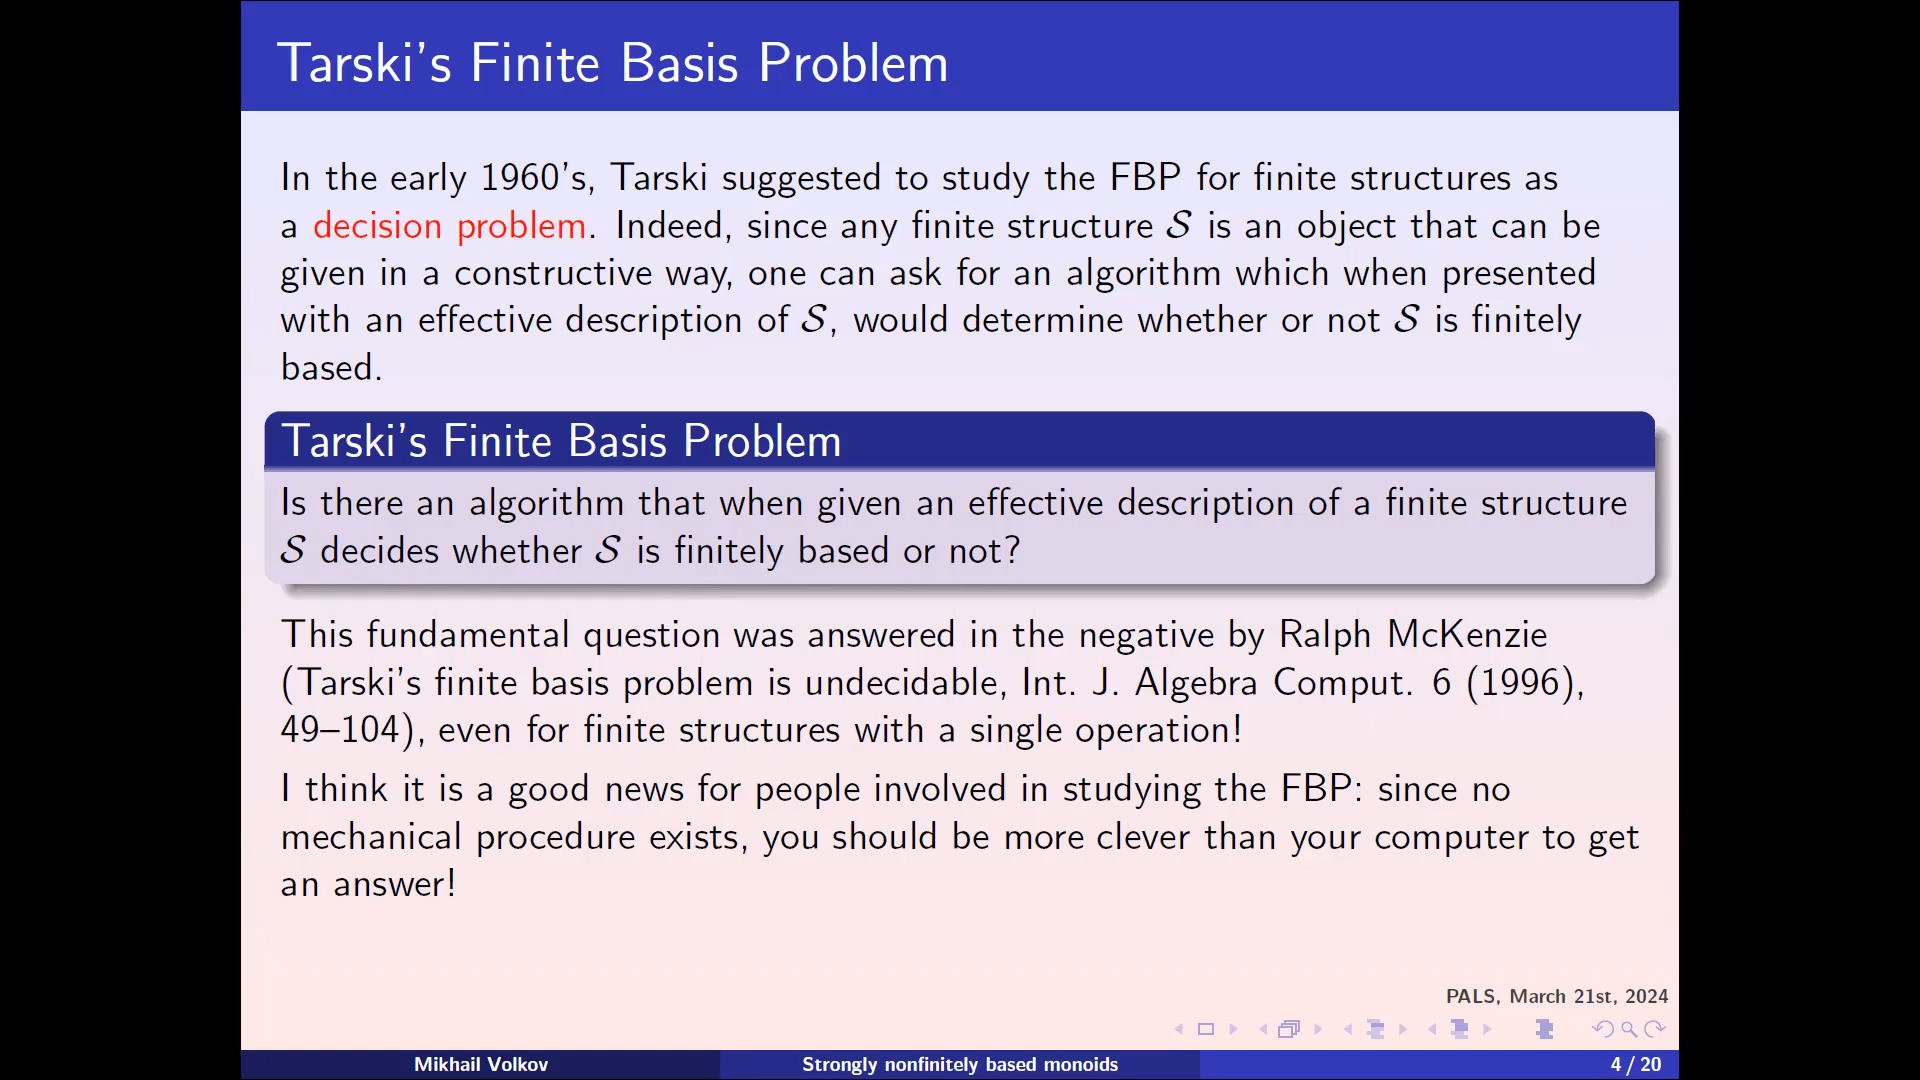 Tarski's Finite Basis Problem
In the early 1960's, Tarski suggested to study the FBP for finite structures as
a decision problem. Indeed, since any finite structure 𝒮 is an object that can be
given in a constructive way, one can ask for an algorithm which when presented
with an effective description of 𝒮, would determine whether or not 𝒮 is finitely
based.
Tarski's Finite Basis Problem
Is there an algorithm that when given an effective description of a finite structure
𝒮 decides whether 𝒮 is finitely based or not?
This fundamental question was answered in the negative by Ralph McKenzie
(Tarski's finite basis problem is undecidable, Int. J. Algebra Comput. 6 (1996),
49–104), even for finite structures with a single operation!
I think it is a good news for people involved in studying the FBP: since no
mechanical procedure exists, you should be more clever than your computer to get
an answer!
PALS, March 21st, 2024
Mikhail Volkov Strongly nonfinitely based monoids 4 / 20